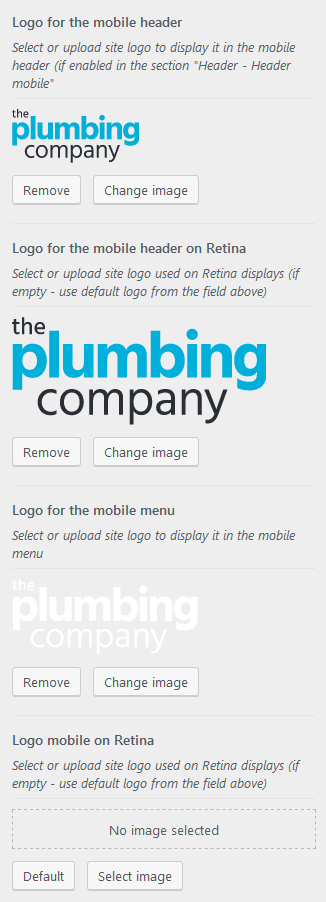 Logo for the mobile header
Select or upload site logo to display it in the mobile
header (if enabled in the section "Header - Header
mobile"
the
plumbing
company
Remove
Change image
Logo for the mobile header on Retina
Select or upload site logo used on Retina displays (if
empty - use default logo from the field above)
the
plumbing
company
Remove
Change image
Logo for the mobile menu
Select or upload site logo to display it in the mobile
menu
the
plumbing
company
Remove
Change image
Logo mobile on Retina
Select or upload site logo used on Retina displays (if
empty - use default logo from the field above)
No image selected
Default
Select image